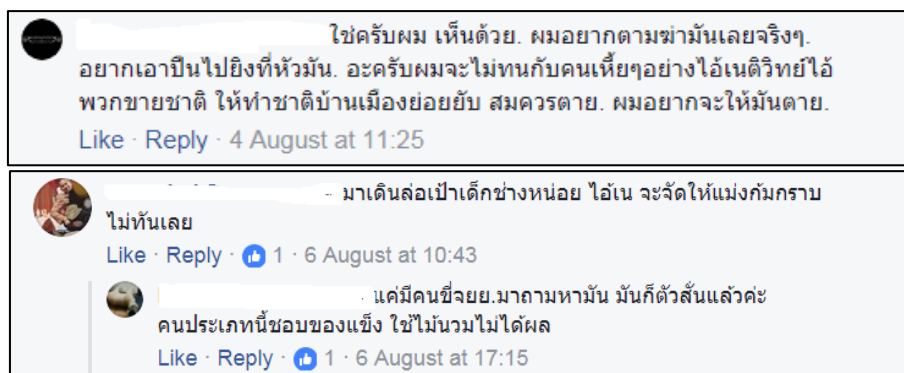 ใช่ครับผม เห็นด้วย. ผมอยากตามฆ่ามันเลยจริงๆ.
อยากเอาปืนไปยิงที่หัวมัน. อะครับผมจะไม่ทนกับคนเหี้ยๆอย่างไอ้เนติวิทย์ไอ้
พวกขายชาติ ให้ทำชาติบ้านเมืองย่อยยับ สมควรตาย. ผมอยากจะให้มันตาย.
Like · Reply · 4 August at 11:25
มาเดินล่อเป้าเด็กช่างหน่อย ไอ้เน จะจัดให้แม่งก้มกราบ
ไม่ทันเลย
Like · Reply · 1 · 6 August at 10:43
แค่มีคนขี่จยย.มาถามหามัน มันก็ตัวสั่นแล้วค่ะ
คนประเภทนี้ชอบของแข็ง ใช้ไม้นวมไม่ได้ผล
Like · Reply · 1 · 6 August at 17:15